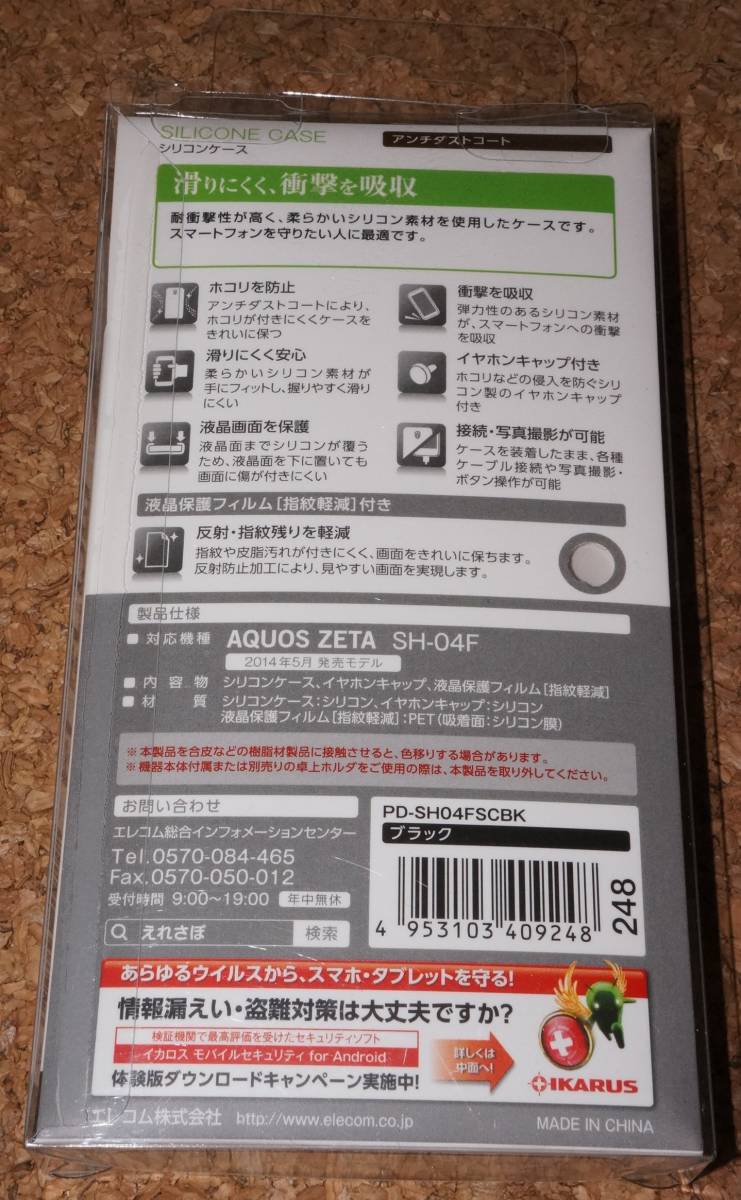 SILICONE CASE
シリコンケース
アンチダストコート
滑りにくく、衝撃を吸収
耐衝撃性が高く、柔らかいシリコン素材を使用したケースです。
スマートフォンを守りたい人に最適です。
ホコリを防止
アンチダストコートにより、
ホコリが付きにくくケースを
きれいに保つ
衝撃を吸収
弾力性のあるシリコン素材
が、スマートフォンへの衝撃
を吸収
滑りにくく安心
柔らかいシリコン素材が
手にフィットし、握りやすく滑り
にくい
イヤホンキャップ付き
ホコリなどの侵入を防ぐシリ
コン製のイヤホンキャップ
付き
液晶画面を保護
液晶面までシリコンが覆う
ため、液晶面を下に置いても
画面に傷が付きにくい
接続・写真撮影が可能
ケースを装着したまま、各種
ケーブル接続や写真撮影・
ボタン操作が可能
液晶保護フィルム[指紋軽減]付き
反射・指紋残りを軽減
指紋や皮脂汚れが付きにくく、画面をきれいに保ちます。
反射防止加工により、見やすい画面を実現します。
製品仕様
■ 対応機種 AQUOS ZETA SH-04F
2014年5月 発売モデル
■ 内容物 シリコンケース、イヤホンキャップ、液晶保護フィルム[指紋軽減]
■ 材質 シリコンケース:シリコン、イヤホンキャップ:シリコン
液晶保護フィルム[指紋軽減]:PET(吸着面:シリコン膜)
※本製品を合皮などの樹脂材製品に接触させると、色移りする場合があります。
※機器本体付属または別売りの卓上ホルダをご使用の際は、本製品を取り外してください。
お問い合わせ
エレコム総合インフォメーションセンター
Tel.0570-084-465
Fax.0570-050-012
受付時間 9:00～19:00 年中無休
えれさぽ 検索
PD-SH04FSCBK
ブラック
4 953103 409248
248
あらゆるウイルスから、スマホ・タブレットを守る!
情報漏えい・盗難対策は大丈夫ですか?
検証機関で最高評価を受けたセキュリティソフト
イカロス モバイルセキュリティ for Android
体験版ダウンロードキャンペーン実施中!
詳しくは
中面へ!
IKARUS
エレコム株式会社 http://www.elecom.co.jp
MADE IN CHINA